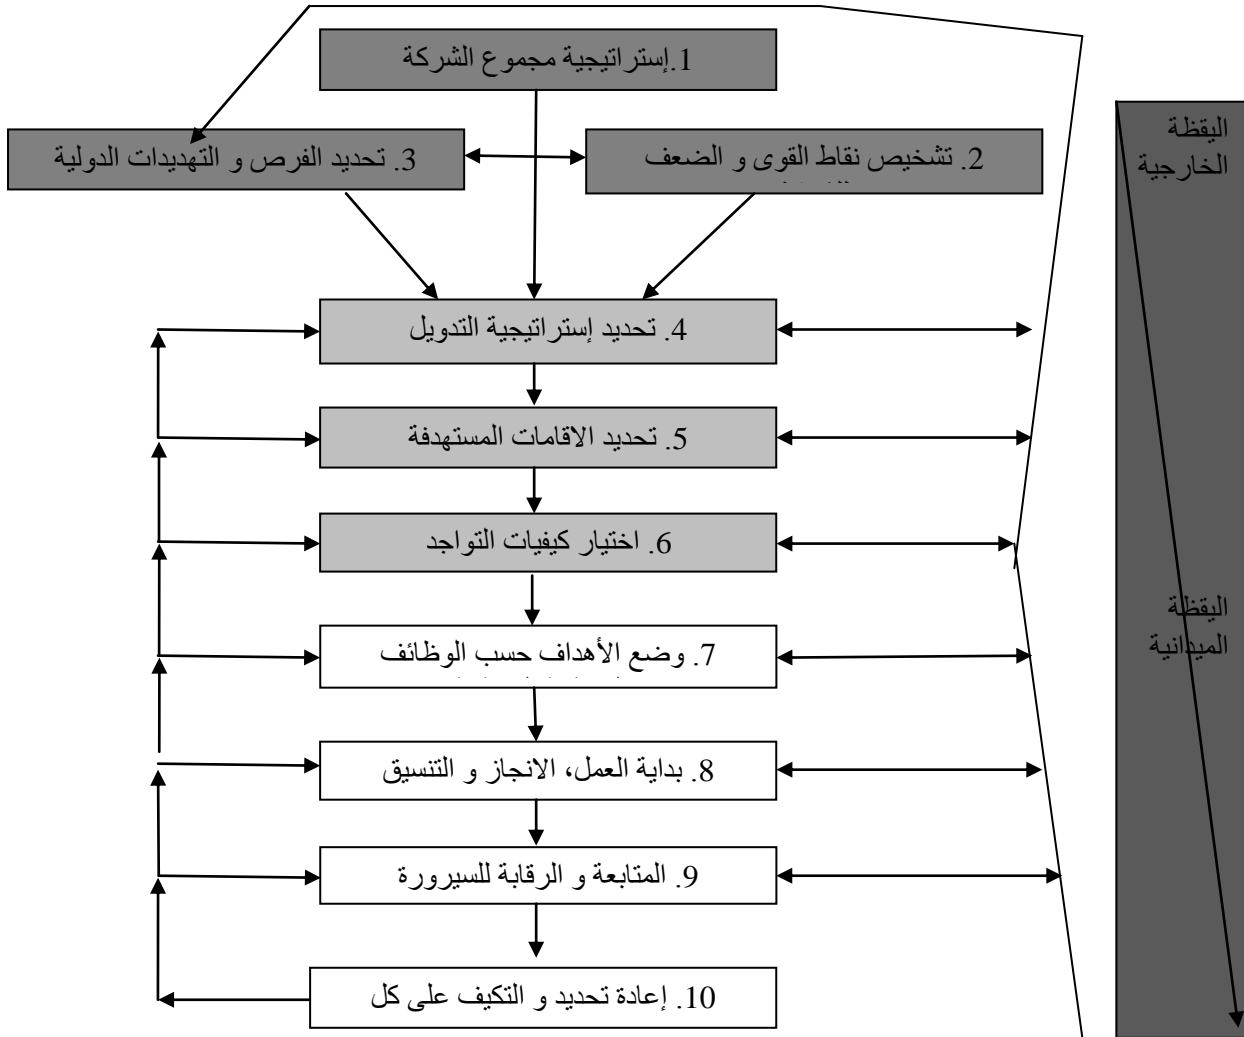 1.إستراتيجية مجموع الشركة
2. تشخيص نقاط القوى و الضعف
3. تحديد الفرص و التهديدات الدولية
4. تحديد إستراتيجية التدويل
5. تحديد الاقامات المستهدفة
6. اختيار كيفيات التواجد
7. وضع الأهداف حسب الوظائف
8. بداية العمل، الانجاز و التنسيق
9. المتابعة و الرقابة للسيرورة
10. إعادة تحديد و التكيف على كل
اليقظة
الخارجية
اليقظة
الميدانية